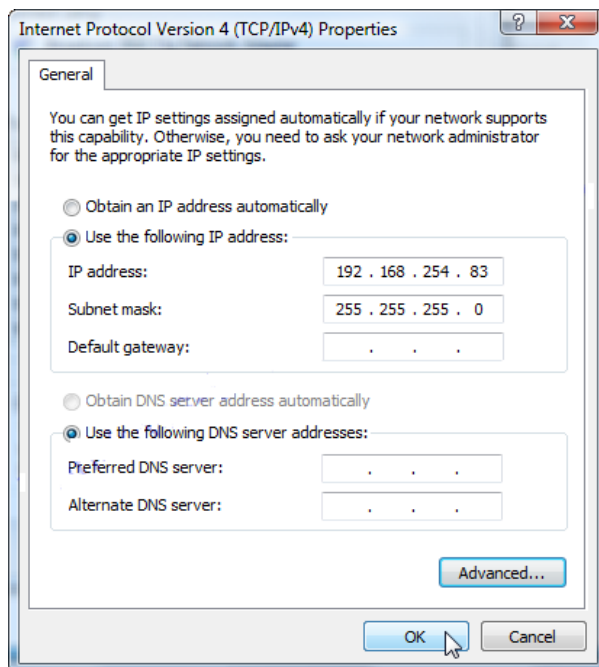 Internet Protocol Version 4 (TCP/IPv4) Properties
?
General
You can get IP settings assigned automatically if your network supports
this capability. Otherwise, you need to ask your network administrator
for the appropriate IP settings.
Obtain an IP address automatically
Use the following IP address:
IP address: 192 . 168 . 254 . 83
Subnet mask: 255 . 255 . 255 . 0
Default gateway: . . .
Obtain DNS server address automatically
Use the following DNS server addresses:
Preferred DNS server: . . .
Alternate DNS server: . . .
Advanced...
OK Cancel